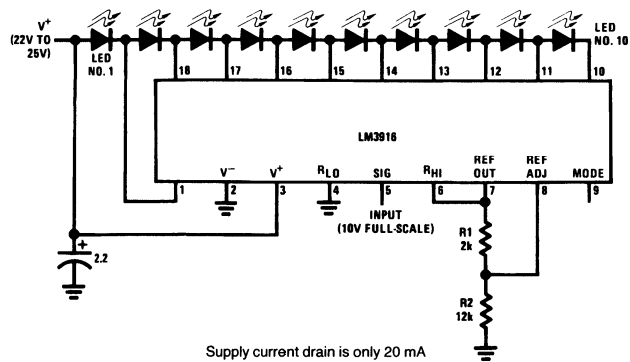 V⁺
(22V TO
25V)
LED
NO. 1
LED
NO. 10
18 17 16 15 14 13 12 11 10
LM3916
V⁻ V⁺ RLO SIG RHI REF OUT REF ADJ MODE
1 2 3 4 5 6 7 8 9
INPUT
(10V FULL-SCALE)
+
2.2
R1
2k
R2
12k
Supply current drain is only 20 mA